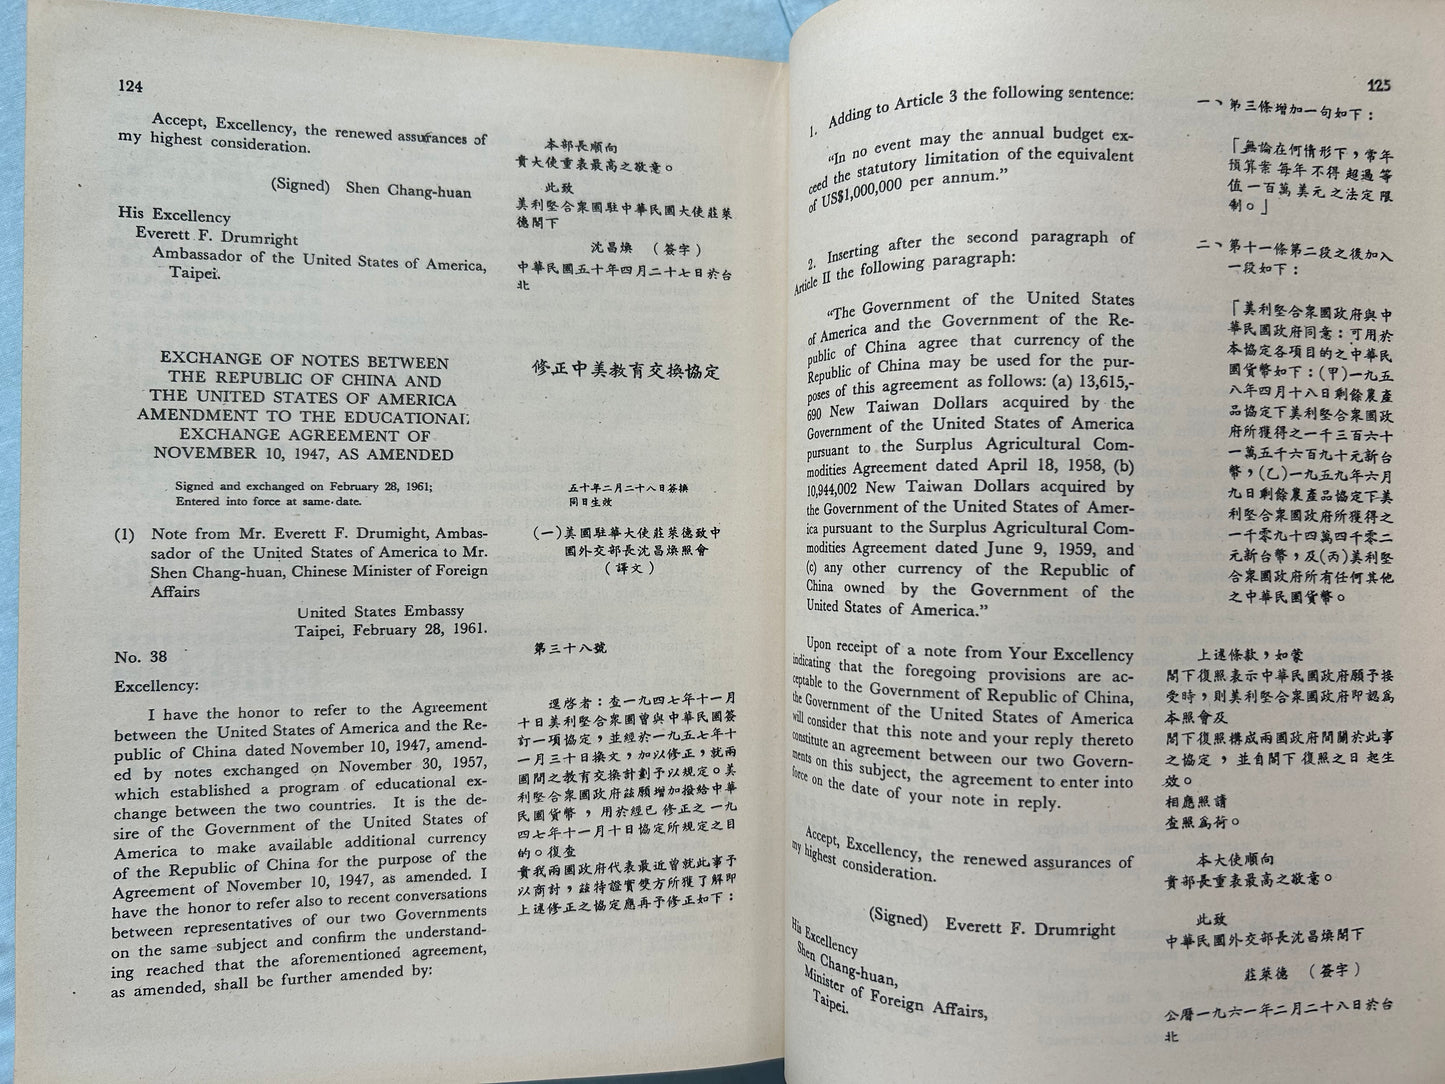 124
Accept, Excellency, the renewed assurances of
my highest consideration.
(Signed) Shen Chang-huan
His Excellency
Everett F. Drumright
Ambassador of the United States of America,
Taipei.
本部長順向
貴大使重表最高之敬意。
此致
美利堅合衆國駐中華民國大使莊萊
德閣下
沈昌煥 (簽字)
中華民國五十年四月二十七日於台
北
EXCHANGE OF NOTES BETWEEN
THE REPUBLIC OF CHINA AND
THE UNITED STATES OF AMERICA
AMENDMENT TO THE EDUCATIONAL
EXCHANGE AGREEMENT OF
NOVEMBER 10, 1947, AS AMENDED
修正中美教育交換協定
Signed and exchanged on February 28, 1961;
Entered into force at same date.
五十年二月二十八日簽換
同日生效
(1) Note from Mr. Everett F. Drumight, Ambas-
sador of the United States of America to Mr.
Shen Chang-huan, Chinese Minister of Foreign
Affairs
(一)美國駐華大使莊萊德致中
國外交部長沈昌煥照會
(譯文)
United States Embassy
Taipei, February 28, 1961.
No. 38
第三十八號
Excellency:
I have the honor to refer to the Agreement
between the United States of America and the Re-
public of China dated November 10, 1947, amend-
ed by notes exchanged on November 30, 1957,
which established a program of educational ex-
change between the two countries. It is the de-
sire of the Government of the United States of
America to make available additional currency
of the Republic of China for the purpose of the
Agreement of November 10, 1947, as amended. I
have the honor to refer also to recent conversations
between representatives of our two Governments
on the same subject and confirm the understand-
ing reached that the aforementioned agreement,
as amended, shall be further amended by:
逕啓者：查一九四七年十一月
十日美利堅合衆國曾與中華民國簽
訂一項協定，並經於一九五七年十
一月三十日換文，加以修正，就兩
國間之教育交換計劃予以規定。美
利堅合衆國政府茲願增加撥給中華
民國貨幣，用於經已修正之一九
四七年十一月十日協定所規定之目
的。復查
貴我兩國政府代表最近曾就此事予
以商討，茲特證實雙方所獲了解即
上述修正之協定應再予修正如下：
125
1. Adding to Article 3 the following sentence:
“In no event may the annual budget ex-
ceed the statutory limitation of the equivalent
of US$1,000,000 per annum.”
2. Inserting after the second paragraph of
Article II the following paragraph:
“The Government of the United States
of America and the Government of the Re-
public of China agree that currency of the
Republic of China may be used for the pur-
poses of this agreement as follows: (a) 13,615,-
690 New Taiwan Dollars acquired by the
Government of the United States of America
pursuant to the Surplus Agricultural Com-
modities Agreement dated April 18, 1958, (b)
10,944,002 New Taiwan Dollars acquired by
the Government of the United States of Amer-
ica pursuant to the Surplus Agricultural Com-
modities Agreement dated June 9, 1959, and
(c) any other currency of the Republic of
China owned by the Government of the
United States of America.”
Upon receipt of a note from Your Excellency
indicating that the foregoing provisions are ac-
ceptable to the Government of Republic of China,
the Government of the United States of America
will consider that this note and your reply thereto
constitute an agreement between our two Govern-
ments on this subject, the agreement to enter into
force on the date of your note in reply.
Accept, Excellency, the renewed assurances of
my highest consideration.
(Signed) Everett F. Drumright
His Excellency
Shen Chang-huan,
Minister of Foreign Affairs,
Taipei.
一、第三條增加一句如下：
「無論在何情形下，常年
預算案每年不得超過等
值一百萬美元之法定限
制。」
二、第十一條第二段之後加入
一段如下：
「美利堅合衆國政府與中
華民國政府同意：可用於
本協定各項目的之中華民
國貨幣如下：(甲)一九五
八年四月十八日剩餘農產
品協定下美利堅合衆國政
府所獲得之一千三百六十
一萬五千六百九十元新台
幣，(乙)一九五九年六月
九日剩餘農產品協定下美
利堅合衆國政府所獲得之
一千零九十四萬四千零二
元新台幣，及(丙)美利堅
合衆國政府所有任何其他
之中華民國貨幣。
上述條款，如蒙
閣下復照表示中華民國政府願予接
受時，則美利堅合衆國政府即認爲
本照會及
閣下復照構成兩國政府間關於此事
之協定，並自閣下復照之日起生
效。
相應照請
查照爲荷。
本大使順向
貴部長重表最高之敬意。
此致
中華民國外交部長沈昌煥閣下
莊萊德 (簽字)
公曆一九六一年二月二十八日於台
北